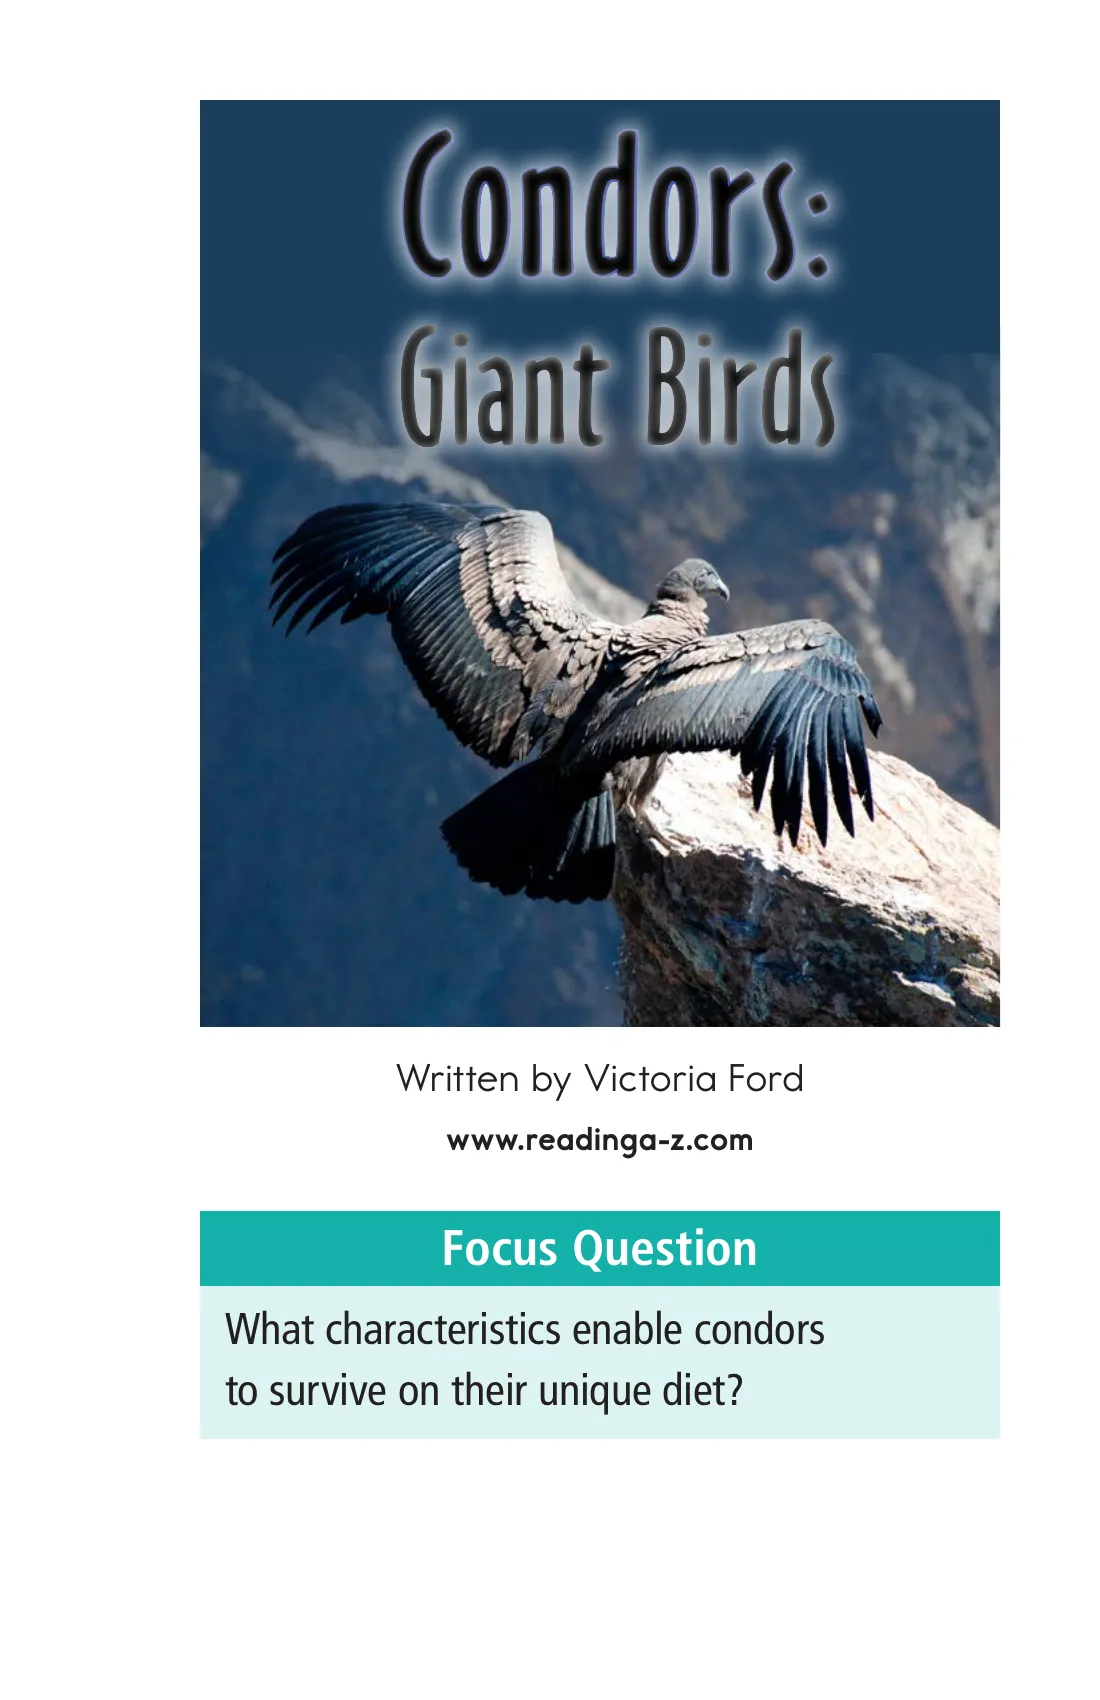 Condors:
Giant Birds
Written by Victoria Ford
www.readinga-z.com
Focus Question
What characteristics enable condors
to survive on their unique diet?